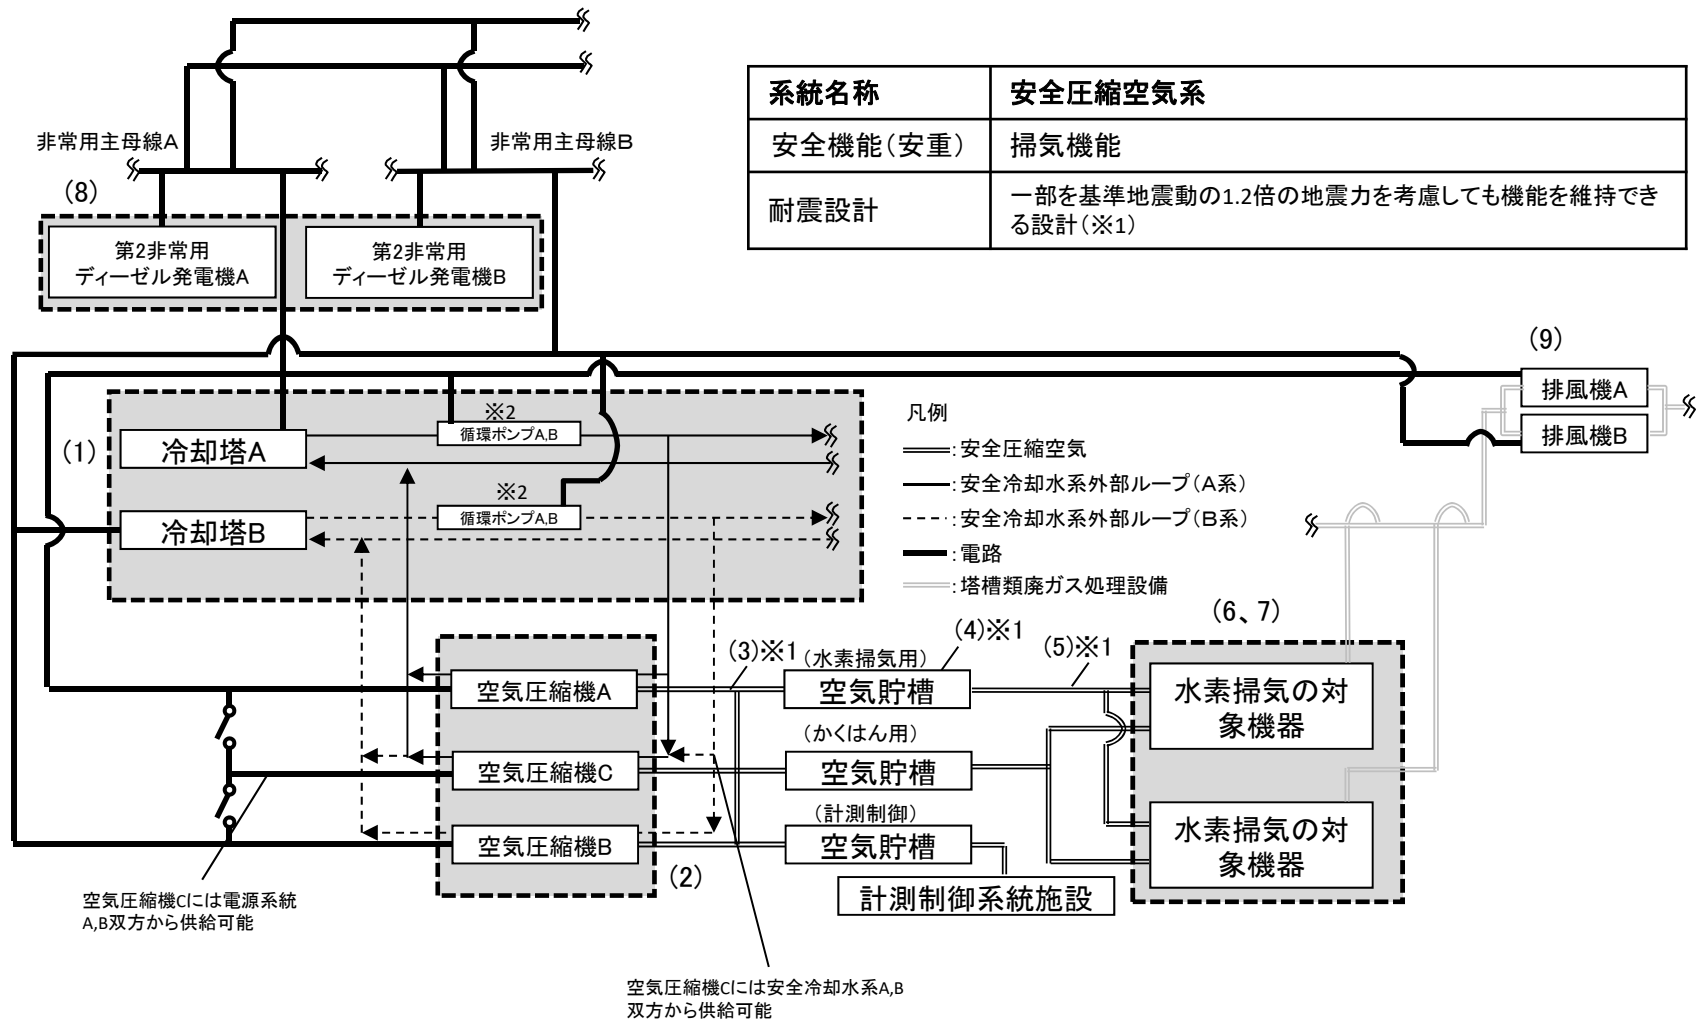 系統名称 安全圧縮空気系
安全機能(安重) 掃気機能
耐震設計 一部を基準地震動の1.2倍の地震力を考慮しても機能を維持でき
る設計(※1)
非常用主母線A
非常用主母線B
(8)
第2非常用
ディーゼル発電機A
第2非常用
ディーゼル発電機B
(9)
排風機A
排風機B
(1)
冷却塔A
※2
循環ポンプA,B
冷却塔B
※2
循環ポンプA,B
凡例
:安全圧縮空気
:安全冷却水系外部ループ(A系)
:安全冷却水系外部ループ(B系)
:電路
:塔槽類廃ガス処理設備
(2)
空気圧縮機A
空気圧縮機C
空気圧縮機B
(3)※1
(水素掃気用)
(4)※1
空気貯槽
(かくはん用)
空気貯槽
(計測制御)
空気貯槽
計測制御系統施設
(5)※1
(6、7)
水素掃気の対
象機器
水素掃気の対
象機器
空気圧縮機Cには電源系統
A,B双方から供給可能
空気圧縮機Cには安全冷却水系A,B
双方から供給可能